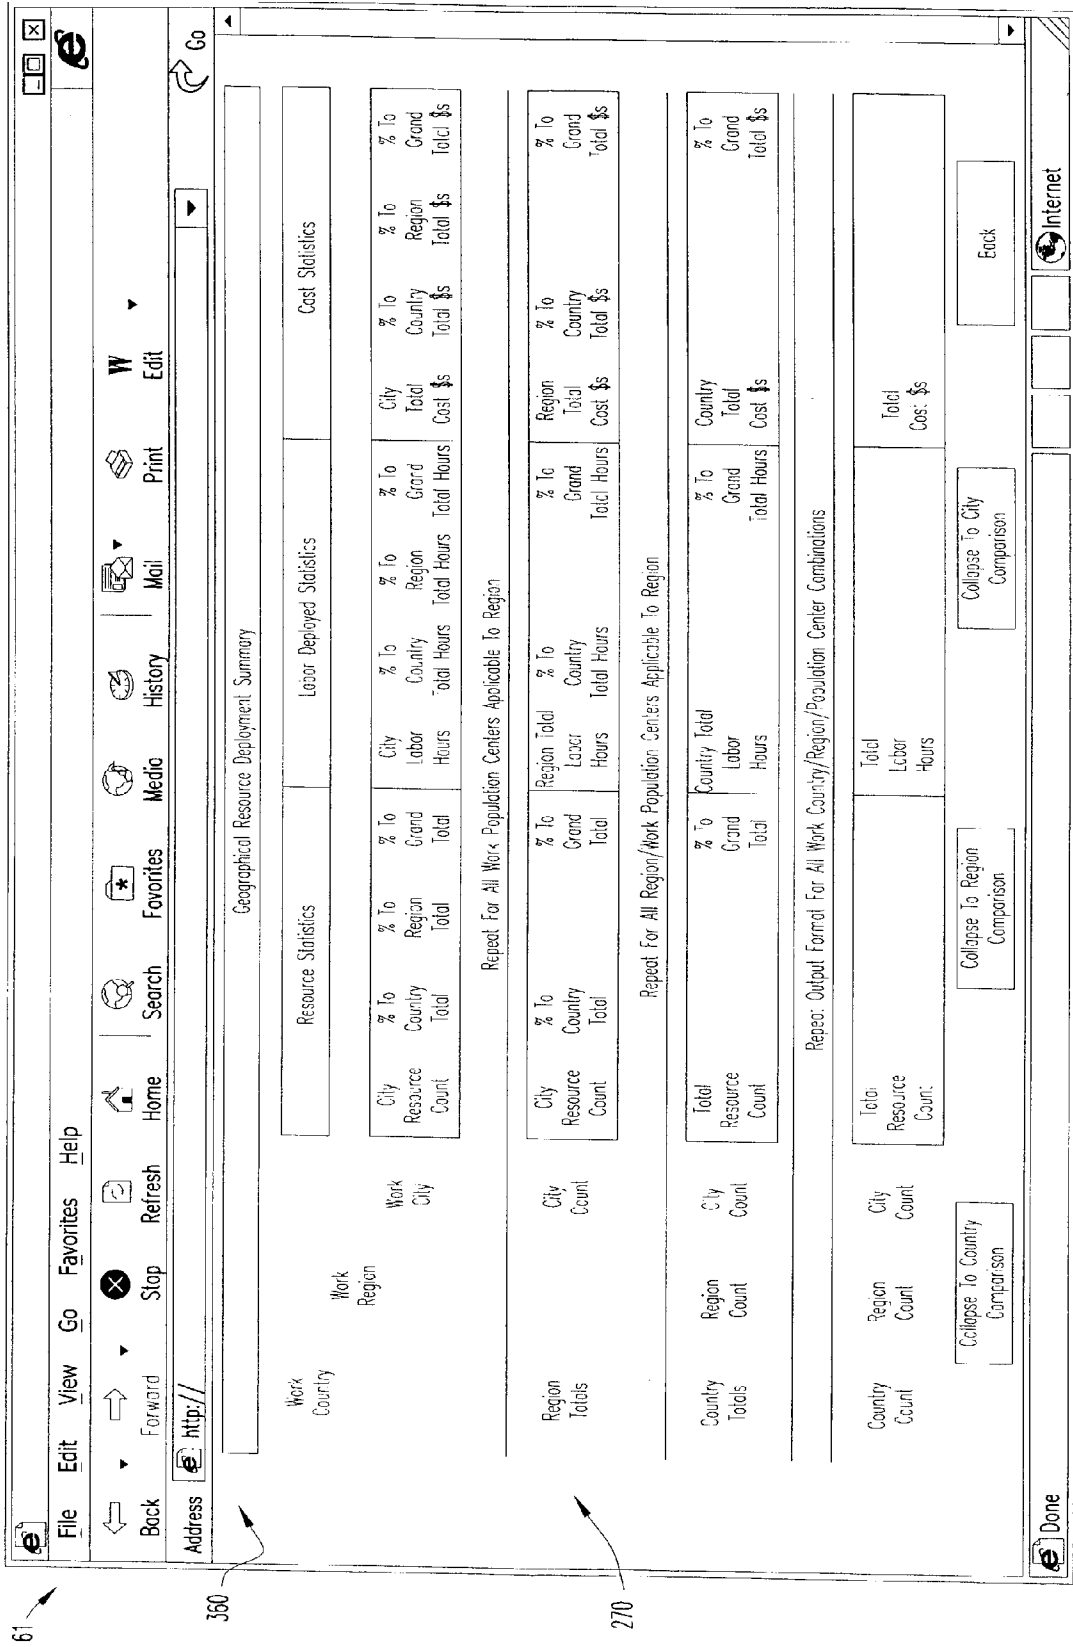 61
File Edit View Go Favorites Help
Back Forward Stop Refresh Home Search Favorites Media History Mail Print Edit
Address http:// Go
360
Geographical Resource Deployment Summary
Resource Statistics Labor Deployed Statistics Cost Statistics
Work Country
Work Region
Work City
City Resource Count
% To Country Total
% To Region Total
% To Grand Total
City Labor Hours
% To Country Total Hours
% To Region Total Hours
% To Grand Total Hours
City Total Cost $s
% To Country Total $s
% To Region Total $s
% To Grand Total $s
Repeat For All Work Population Centers Applicable To Region
270
Region Totals
City Count
City Resource Count
% To Country Total
% To Grand Total
Region Total Labor Hours
% To Country Total Hours
% To Grand Total Hours
Region Total Cost $s
% To Country Total $s
% To Grand Total $s
Repeat For All Region/Work Population Centers Applicable To Region
Country Totals
Region Count
City Count
Total Resource Count
% To Grand Total
Country Total Labor Hours
% To Grand Total Hours
Country Total Cost $s
% To Grand Total $s
Repeat Output Format For All Work Country/Region/Population Center Combinations
Country Count
Region Count
City Count
Total Resource Count
Total Labor Hours
Total Cost $s
Collapse To Country Comparison
Collapse To Region Comparison
Collapse To City Comparison
Back
Done Internet